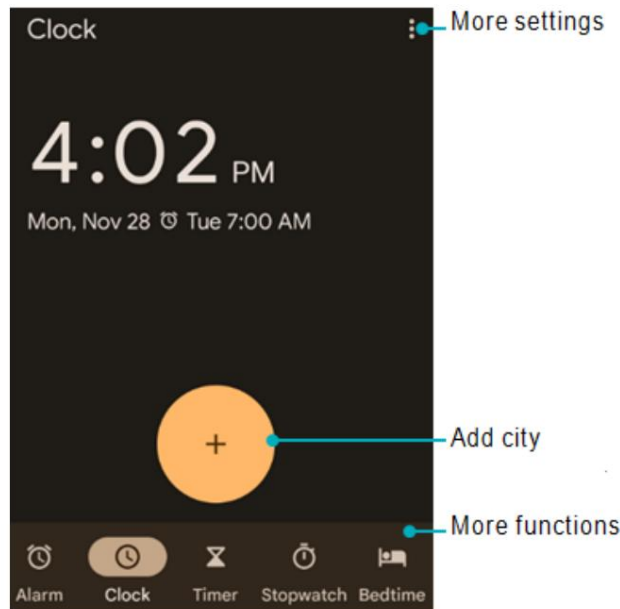 Clock
More settings
4:02 PM
Mon, Nov 28 Tue 7:00 AM
+
Add city
More functions
Alarm Clock Timer Stopwatch Bedtime